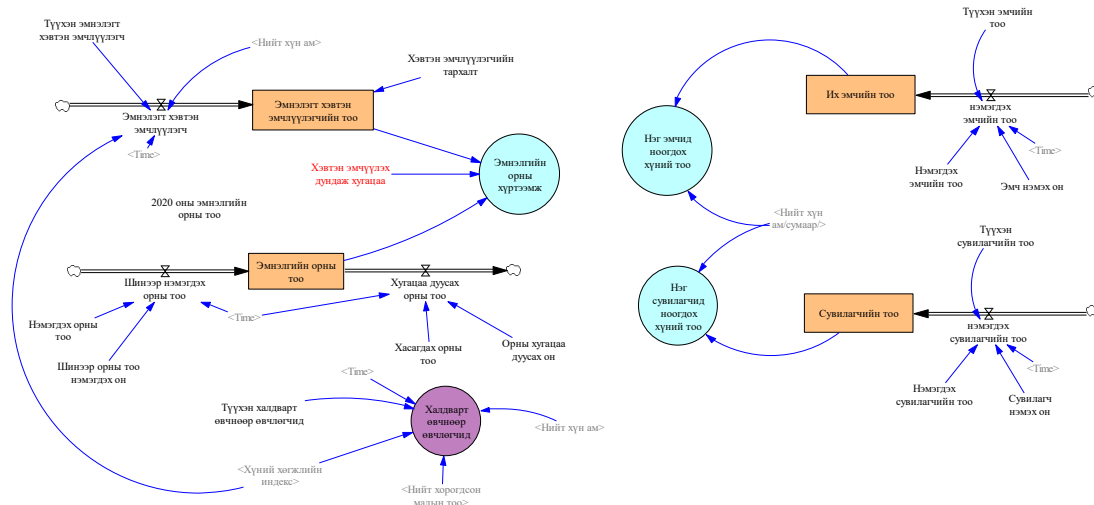 Түүхэн эмнэлэгт
хэвтэн эмчлүүлэгч
<Нийт хүн ам>
Хэвтэн эмчлүүлэгчийн
тархалт
Эмнэлэгт хэвтэн
эмчлүүлэгчийн тоо
Эмнэлэгт хэвтэн
эмчлүүлэгч
<Time>
Хэвтэн эмчүүлэх
дундаж хугацаа
Эмнэлгийн
орны
хүртээмж
2020 оны эмнэлгийн
орны тоо
Эмнэлгийн орны
тоо
Шинээр нэмэгдэх
орны тоо
Хугацаа дуусах
орны тоо
Нэмэгдэх орны
тоо
<Time>
Шинээр орны тоо
нэмэгдэх он
Хасагдах орны
тоо
Орны хугацаа
дуусах он
<Time>
Түүхэн халдварт
өвчнөөр өвчлөгчид
Халдварт
өвчнөөр
өвчлөгчид
<Нийт хүн ам>
<Хүний хөгжлийн
индекс>
<Нийт хорогдсон
малын тоо>
Түүхэн эмчийн
тоо
Их эмчийн тоо
нэмэгдэх
эмчийн тоо
Нэг эмчид
ноогдох
хүний тоо
<Time>
Нэмэгдэх
эмчийн тоо
Эмч нэмэх он
<Нийт хүн
ам/сумаар/>
Түүхэн
сувилагчийн тоо
Нэг
сувилагчид
ноогдох
хүний тоо
Сувилагчийн тоо
нэмэгдэх
сувилагчийн тоо
<Time>
Нэмэгдэх
сувилагчийн тоо
Сувилагч
нэмэх он